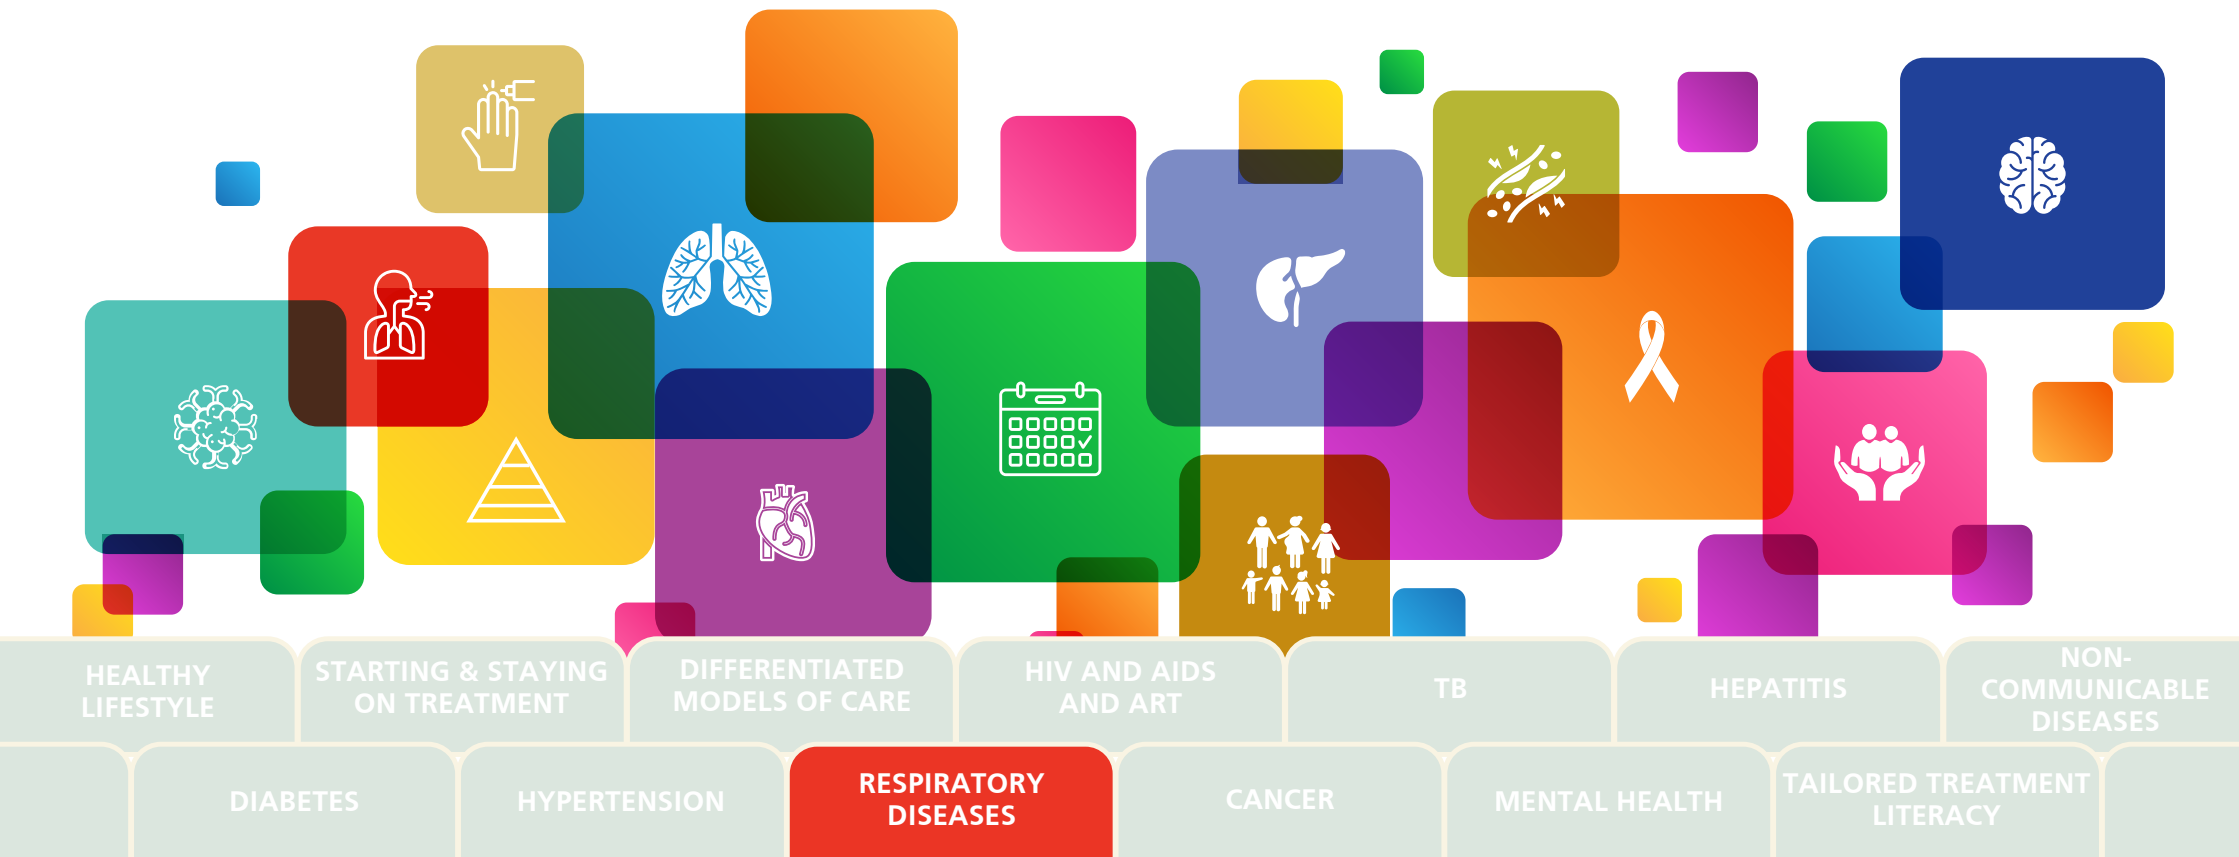 HEALTHY
LIFESTYLE
STARTING & STAYING
ON TREATMENT
DIFFERENTIATED
MODELS OF CARE
HIV AND AIDS
AND ART
TB
HEPATITIS
NON-
COMMUNICABLE
DISEASES
DIABETES
HYPERTENSION
RESPIRATORY
DISEASES
CANCER
MENTAL HEALTH
TAILORED TREATMENT
LITERACY